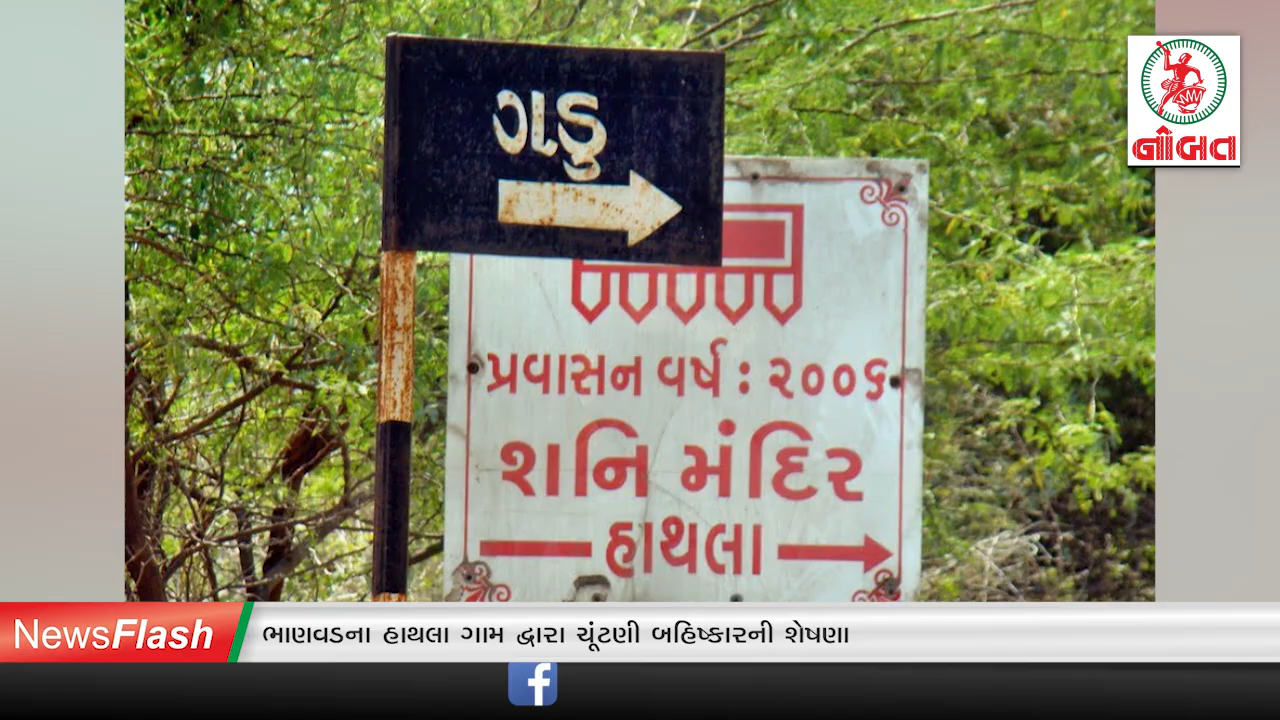 ગડુ
પ્રવાસન વર્ષ : ૨૦૦૬
શનિ મંદિર
હાથલા
નોબત
NewsFlash
ભાણવડના હાથલા ગામ દ્વારા ચૂંટણી બહિષ્કારની શેષણા
f